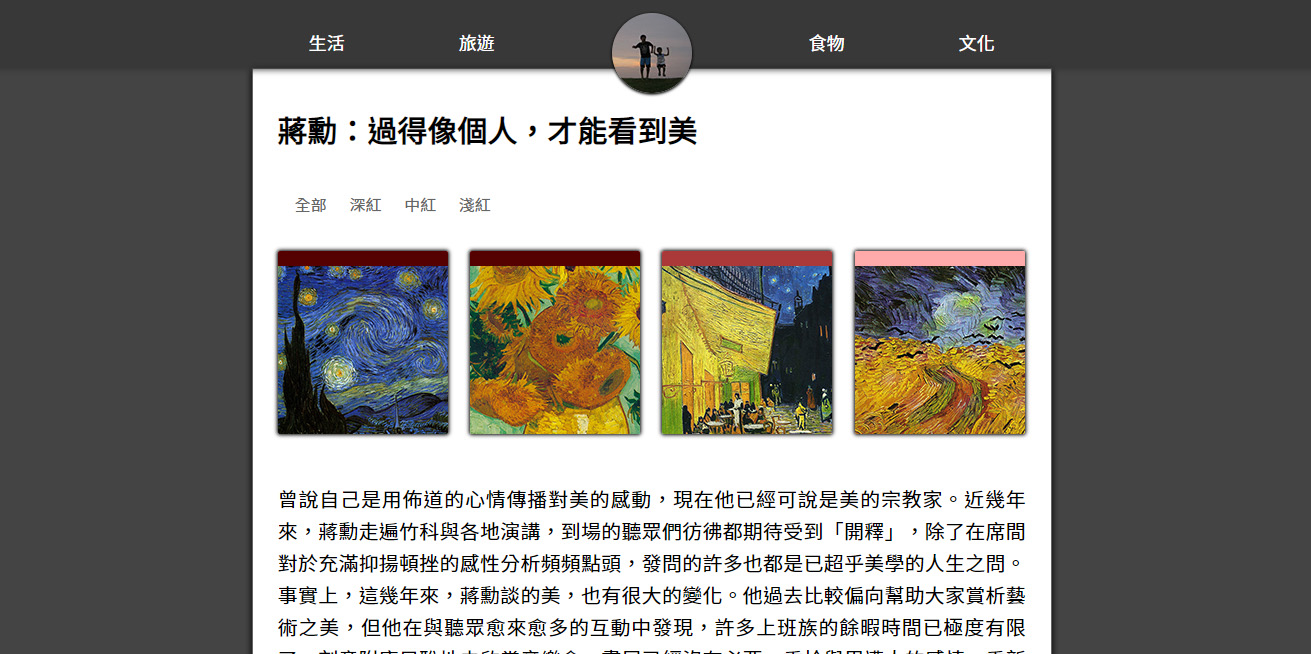 生活 旅遊 食物 文化
蔣勳：過得像個人，才能看到美
全部 深紅 中紅 淺紅
曾說自己是用佈道的心情傳播對美的感動，現在他已經可說是美的宗教家。近幾年
來，蔣勳走遍竹科與各地演講，到場的聽眾們彷彿都期待受到「開釋」，除了在席間
對於充滿抑揚頓挫的感性分析頻頻點頭，發問的許多也都是已超乎美學的人生之問。
事實上，這幾年來，蔣勳談的美，也有很大的變化。他過去比較偏向幫助大家賞析藝
術之美，但他在與聽眾愈來愈多的互動中發現，許多上班族的餘暇時間已極度有限